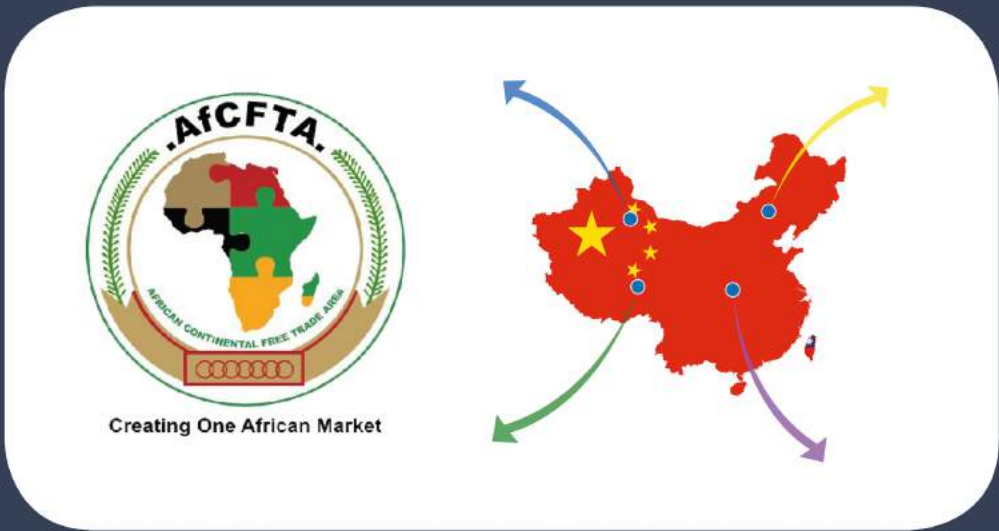 .AfCFTA.
AFRICAN CONTINENTAL FREE TRADE AREA
Creating One African Market